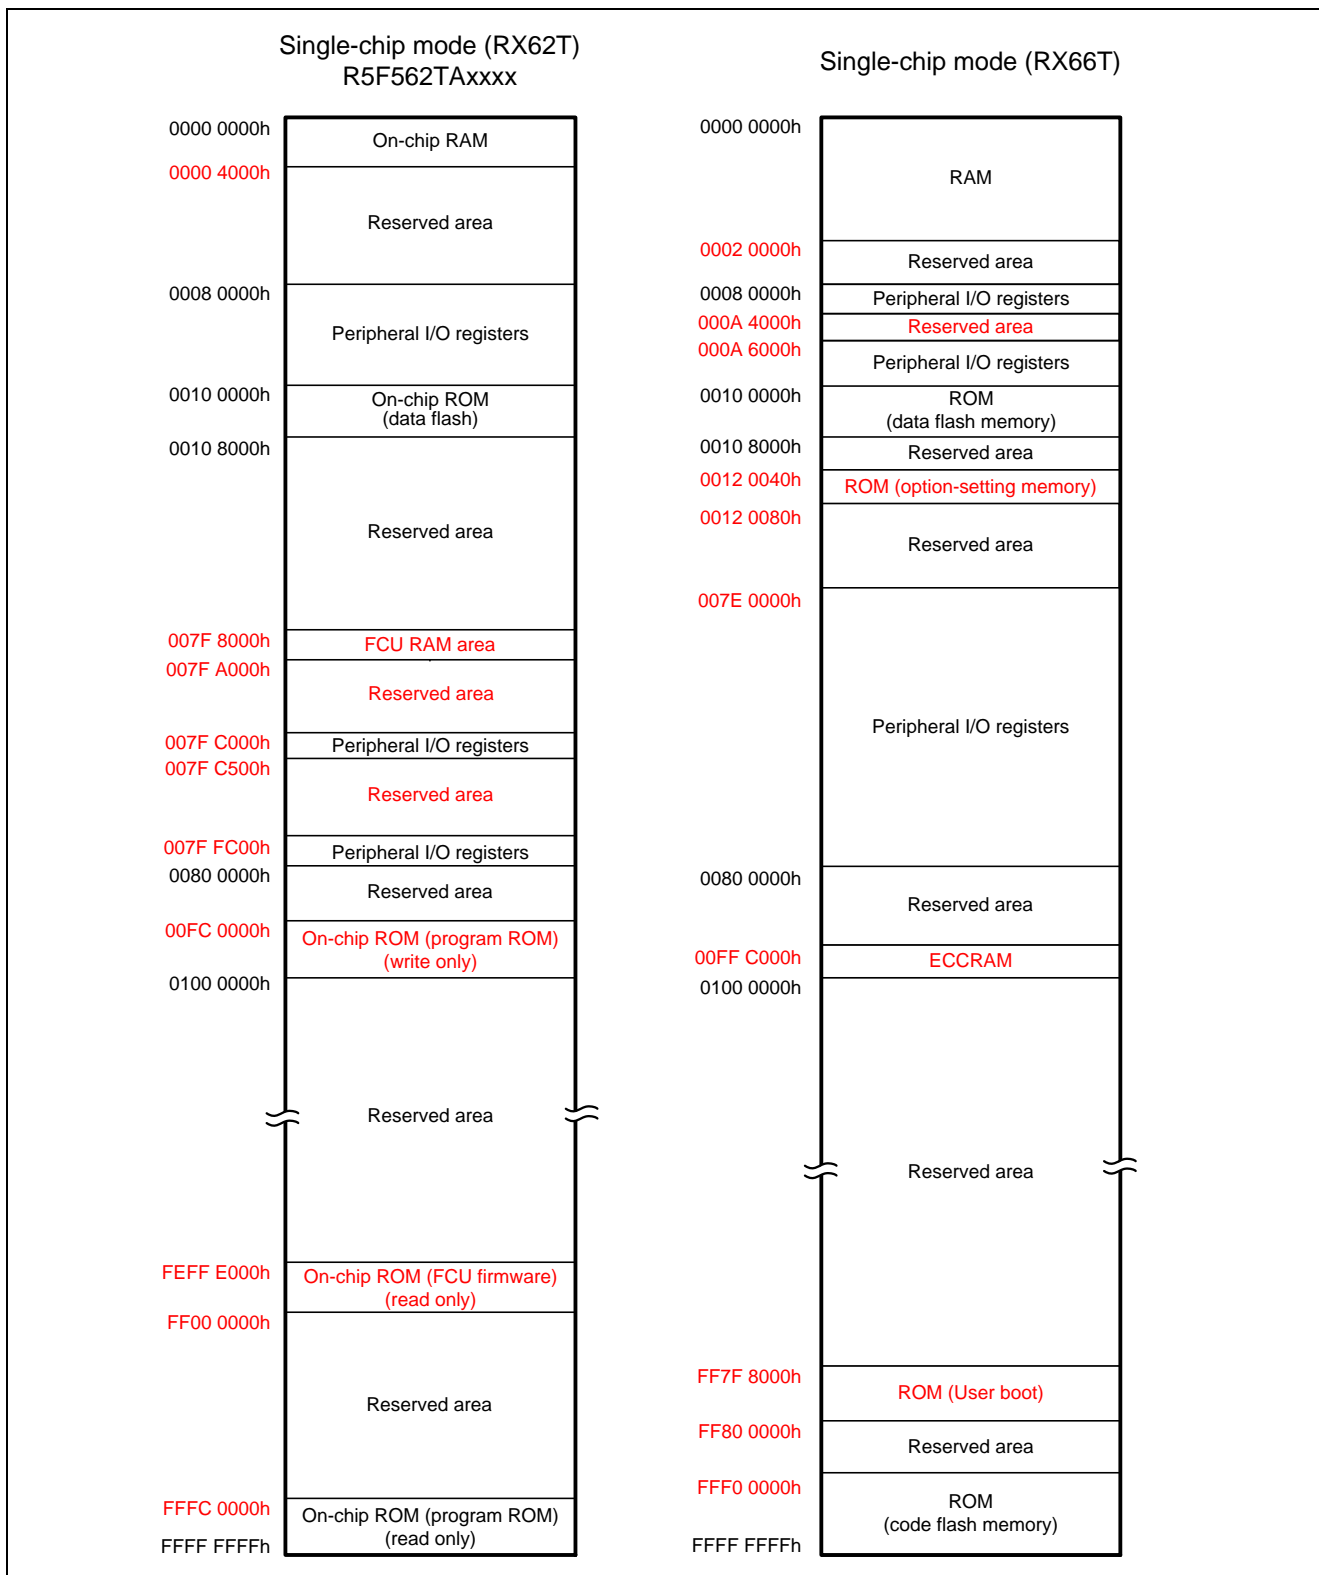 Single-chip mode (RX62T)
R5F562TAxxxx
0000 0000h
On-chip RAM
0000 4000h
Reserved area
0008 0000h
Peripheral I/O registers
0010 0000h
On-chip ROM
(data flash)
0010 8000h
Reserved area
007F 8000h
FCU RAM area
007F A000h
Reserved area
007F C000h
Peripheral I/O registers
007F C500h
Reserved area
007F FC00h
Peripheral I/O registers
0080 0000h
Reserved area
00FC 0000h
On-chip ROM (program ROM)
(write only)
0100 0000h
Reserved area
FEFF E000h
On-chip ROM (FCU firmware)
(read only)
FF00 0000h
Reserved area
FFFC 0000h
On-chip ROM (program ROM)
(read only)
FFFF FFFFh
Single-chip mode (RX66T)
0000 0000h
RAM
0002 0000h
Reserved area
0008 0000h
Peripheral I/O registers
000A 4000h
Reserved area
000A 6000h
Peripheral I/O registers
0010 0000h
ROM
(data flash memory)
0010 8000h
Reserved area
0012 0040h
ROM (option-setting memory)
0012 0080h
Reserved area
007E 0000h
Peripheral I/O registers
0080 0000h
Reserved area
00FF C000h
ECCRAM
0100 0000h
Reserved area
FF7F 8000h
ROM (User boot)
FF80 0000h
Reserved area
FFF0 0000h
ROM
(code flash memory)
FFFF FFFFh